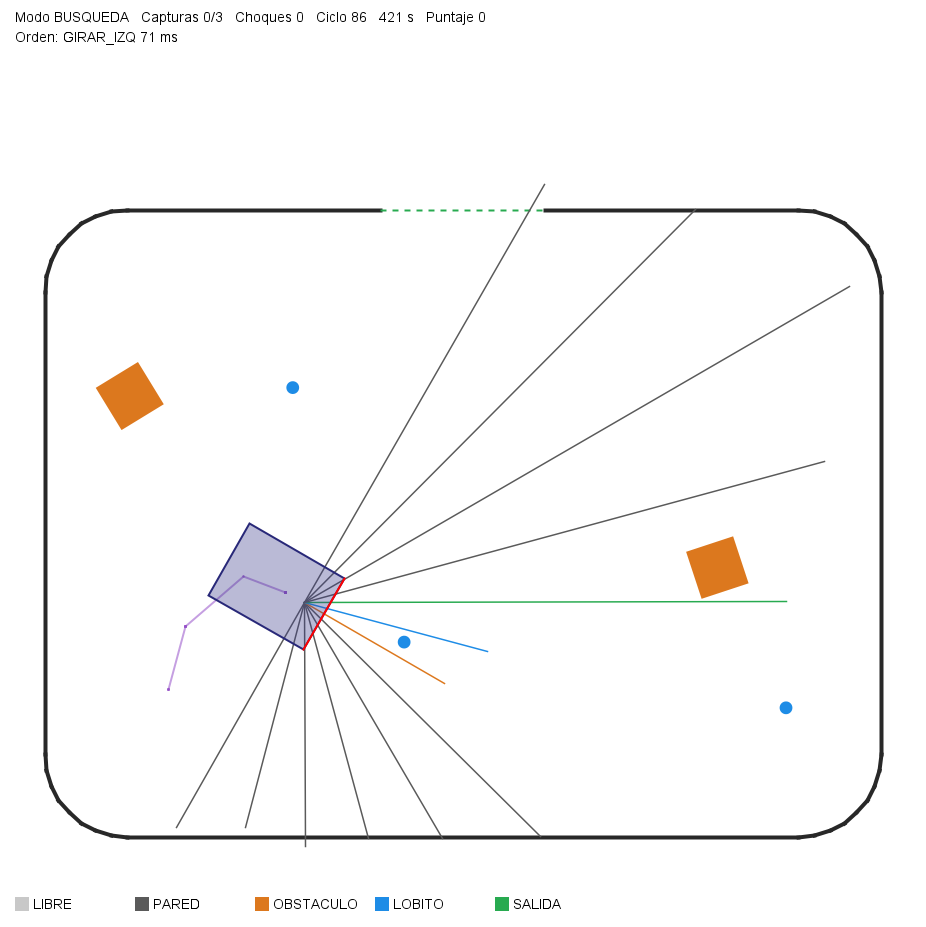 Modo BUSQUEDA   Capturas 0/3   Choques 0   Ciclo 86   421 s   Puntaje 0
Orden: GIRAR_IZQ 71 ms
LIBRE   PARED   OBSTACULO   LOBITO   SALIDA